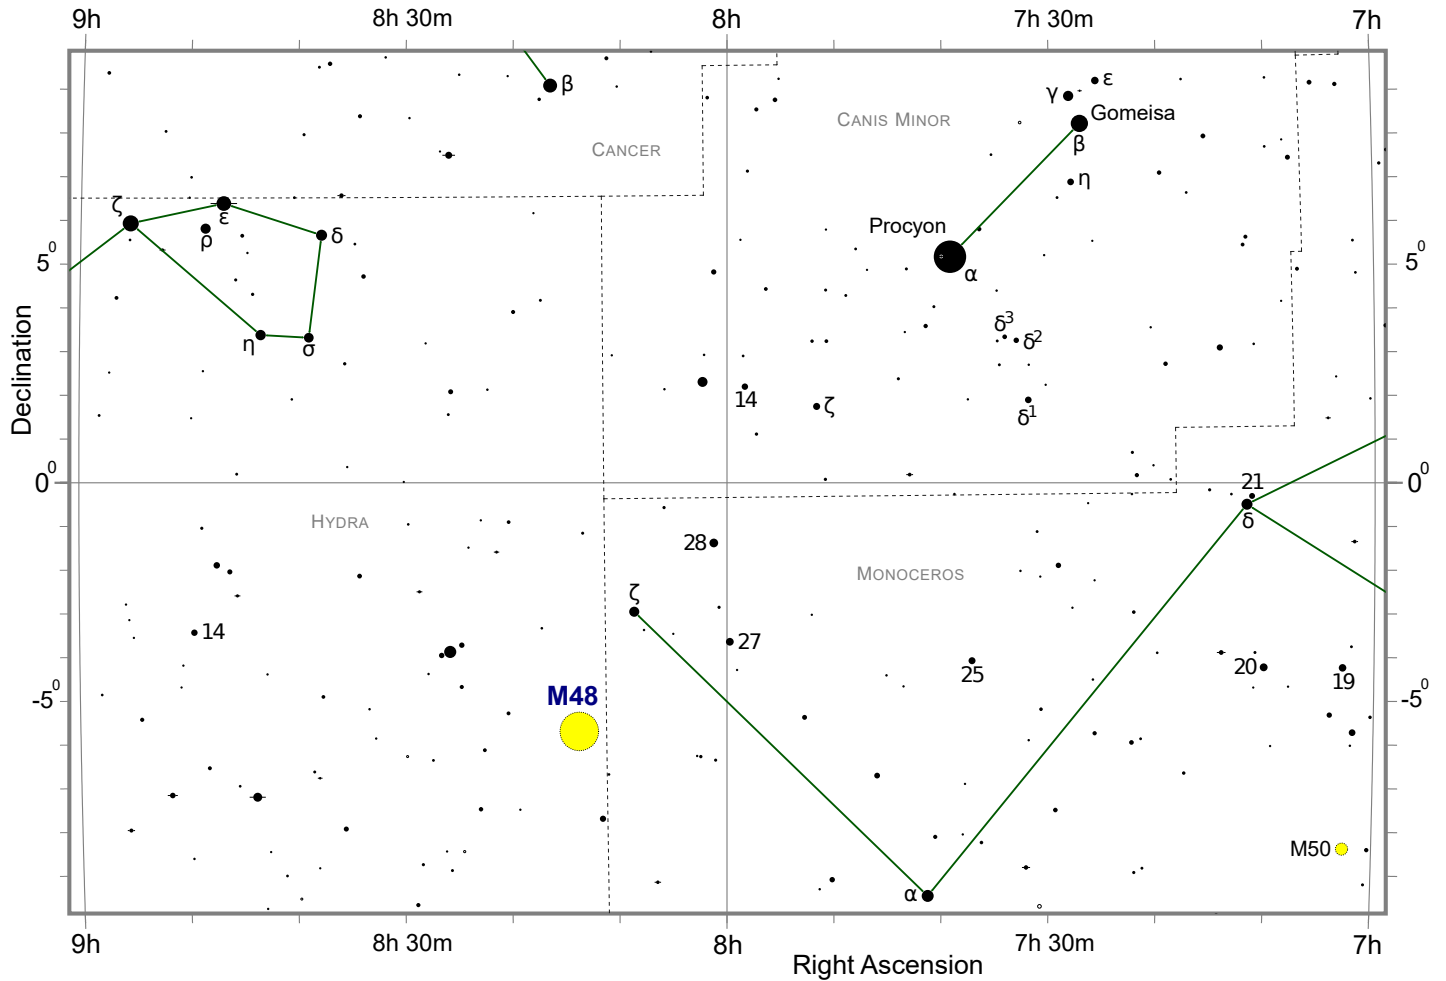 9h 8h 30m 8h 7h 30m 7h
β
ε
γ
Gomeisa
CANIS MINOR
β
CANCER
η
ζ
ε
Procyon
ρ
δ
5⁰
α
5⁰
δ³
δ²
η
σ
14
ζ
δ¹
Declination
0⁰
21
0⁰
HYDRA
δ
28
MONOCEROS
ζ
14
27
25
20
19
-5⁰
M48
-5⁰
M50
α
9h 8h 30m 8h 7h 30m 7h
Right Ascension